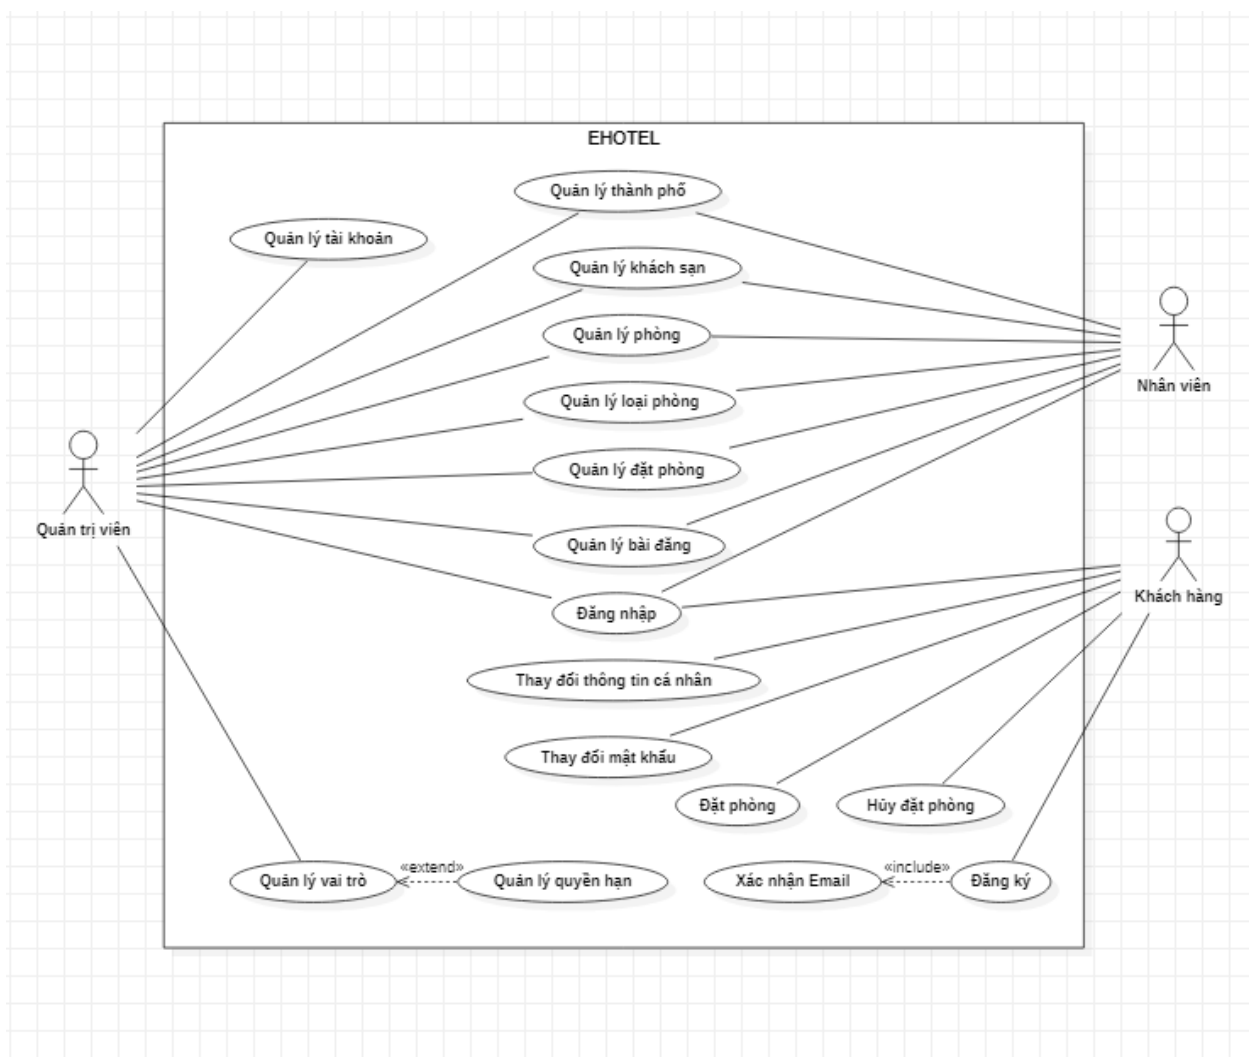 EHOTEL
Quản lý thành phố
Quản lý tài khoản
Quản lý khách sạn
Quản lý phòng
Quản lý loại phòng
Nhân viên
Quản lý đặt phòng
Quản trị viên
Quản lý bài đăng
Khách hàng
Đăng nhập
Thay đổi thông tin cá nhân
Thay đổi mật khẩu
Đặt phòng
Hủy đặt phòng
Quản lý vai trò
«extend»
Quản lý quyền hạn
Xác nhận Email
«include»
Đăng ký